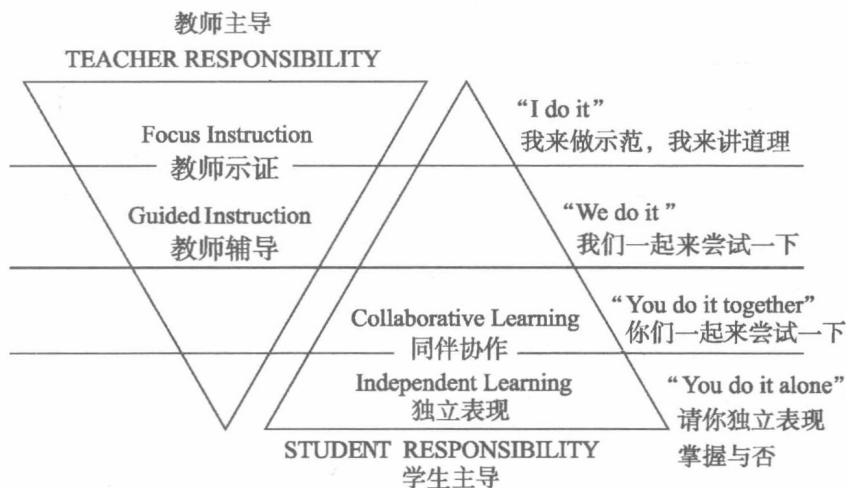 教师主导
TEACHER RESPONSIBILITY
“I do it”
Focus Instruction
我来做示范，我来讲道理
教师示证
“We do it”
Guided Instruction
我们一起来尝试一下
教师辅导
“You do it together”
Collaborative Learning
你们一起来尝试一下
同伴协作
Independent Learning
“You do it alone”
独立表现
请你独立表现
STUDENT RESPONSIBILITY
掌握与否
学生主导